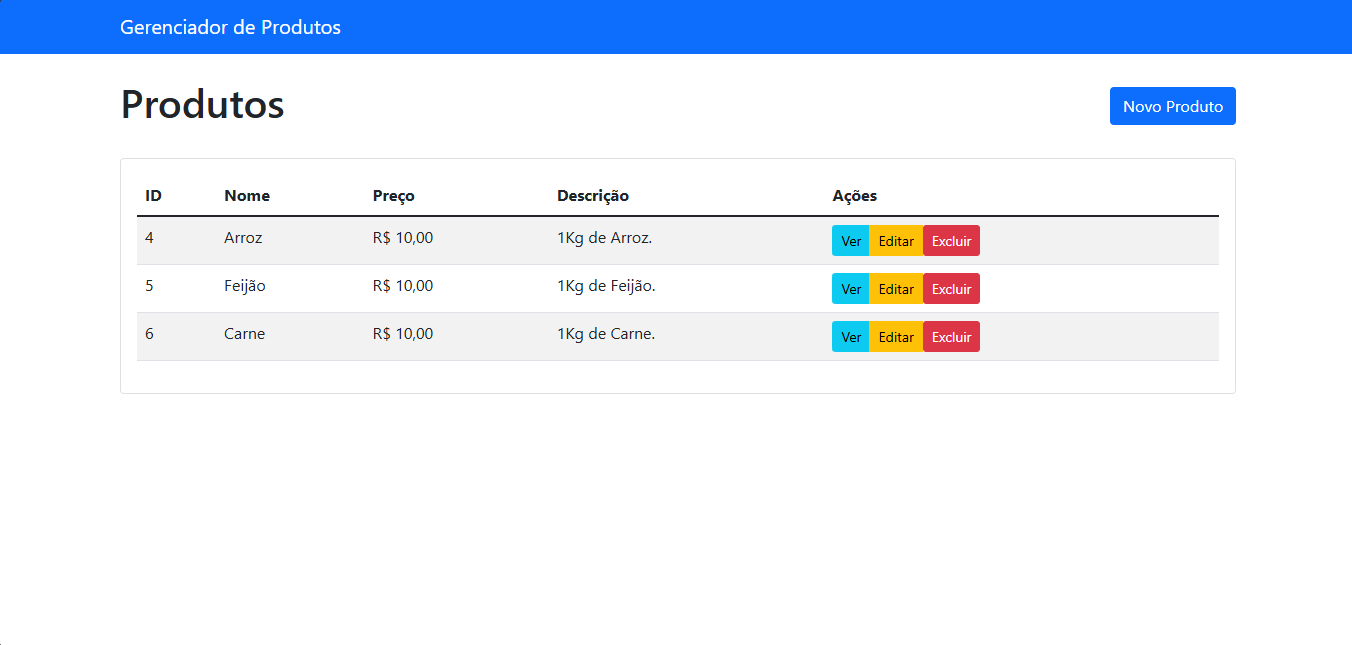 Gerenciador de Produtos
Produtos
Novo Produto
ID Nome Preço Descrição Ações
4 Arroz R$ 10,00 1Kg de Arroz. Ver Editar Excluir
5 Feijão R$ 10,00 1Kg de Feijão. Ver Editar Excluir
6 Carne R$ 10,00 1Kg de Carne. Ver Editar Excluir